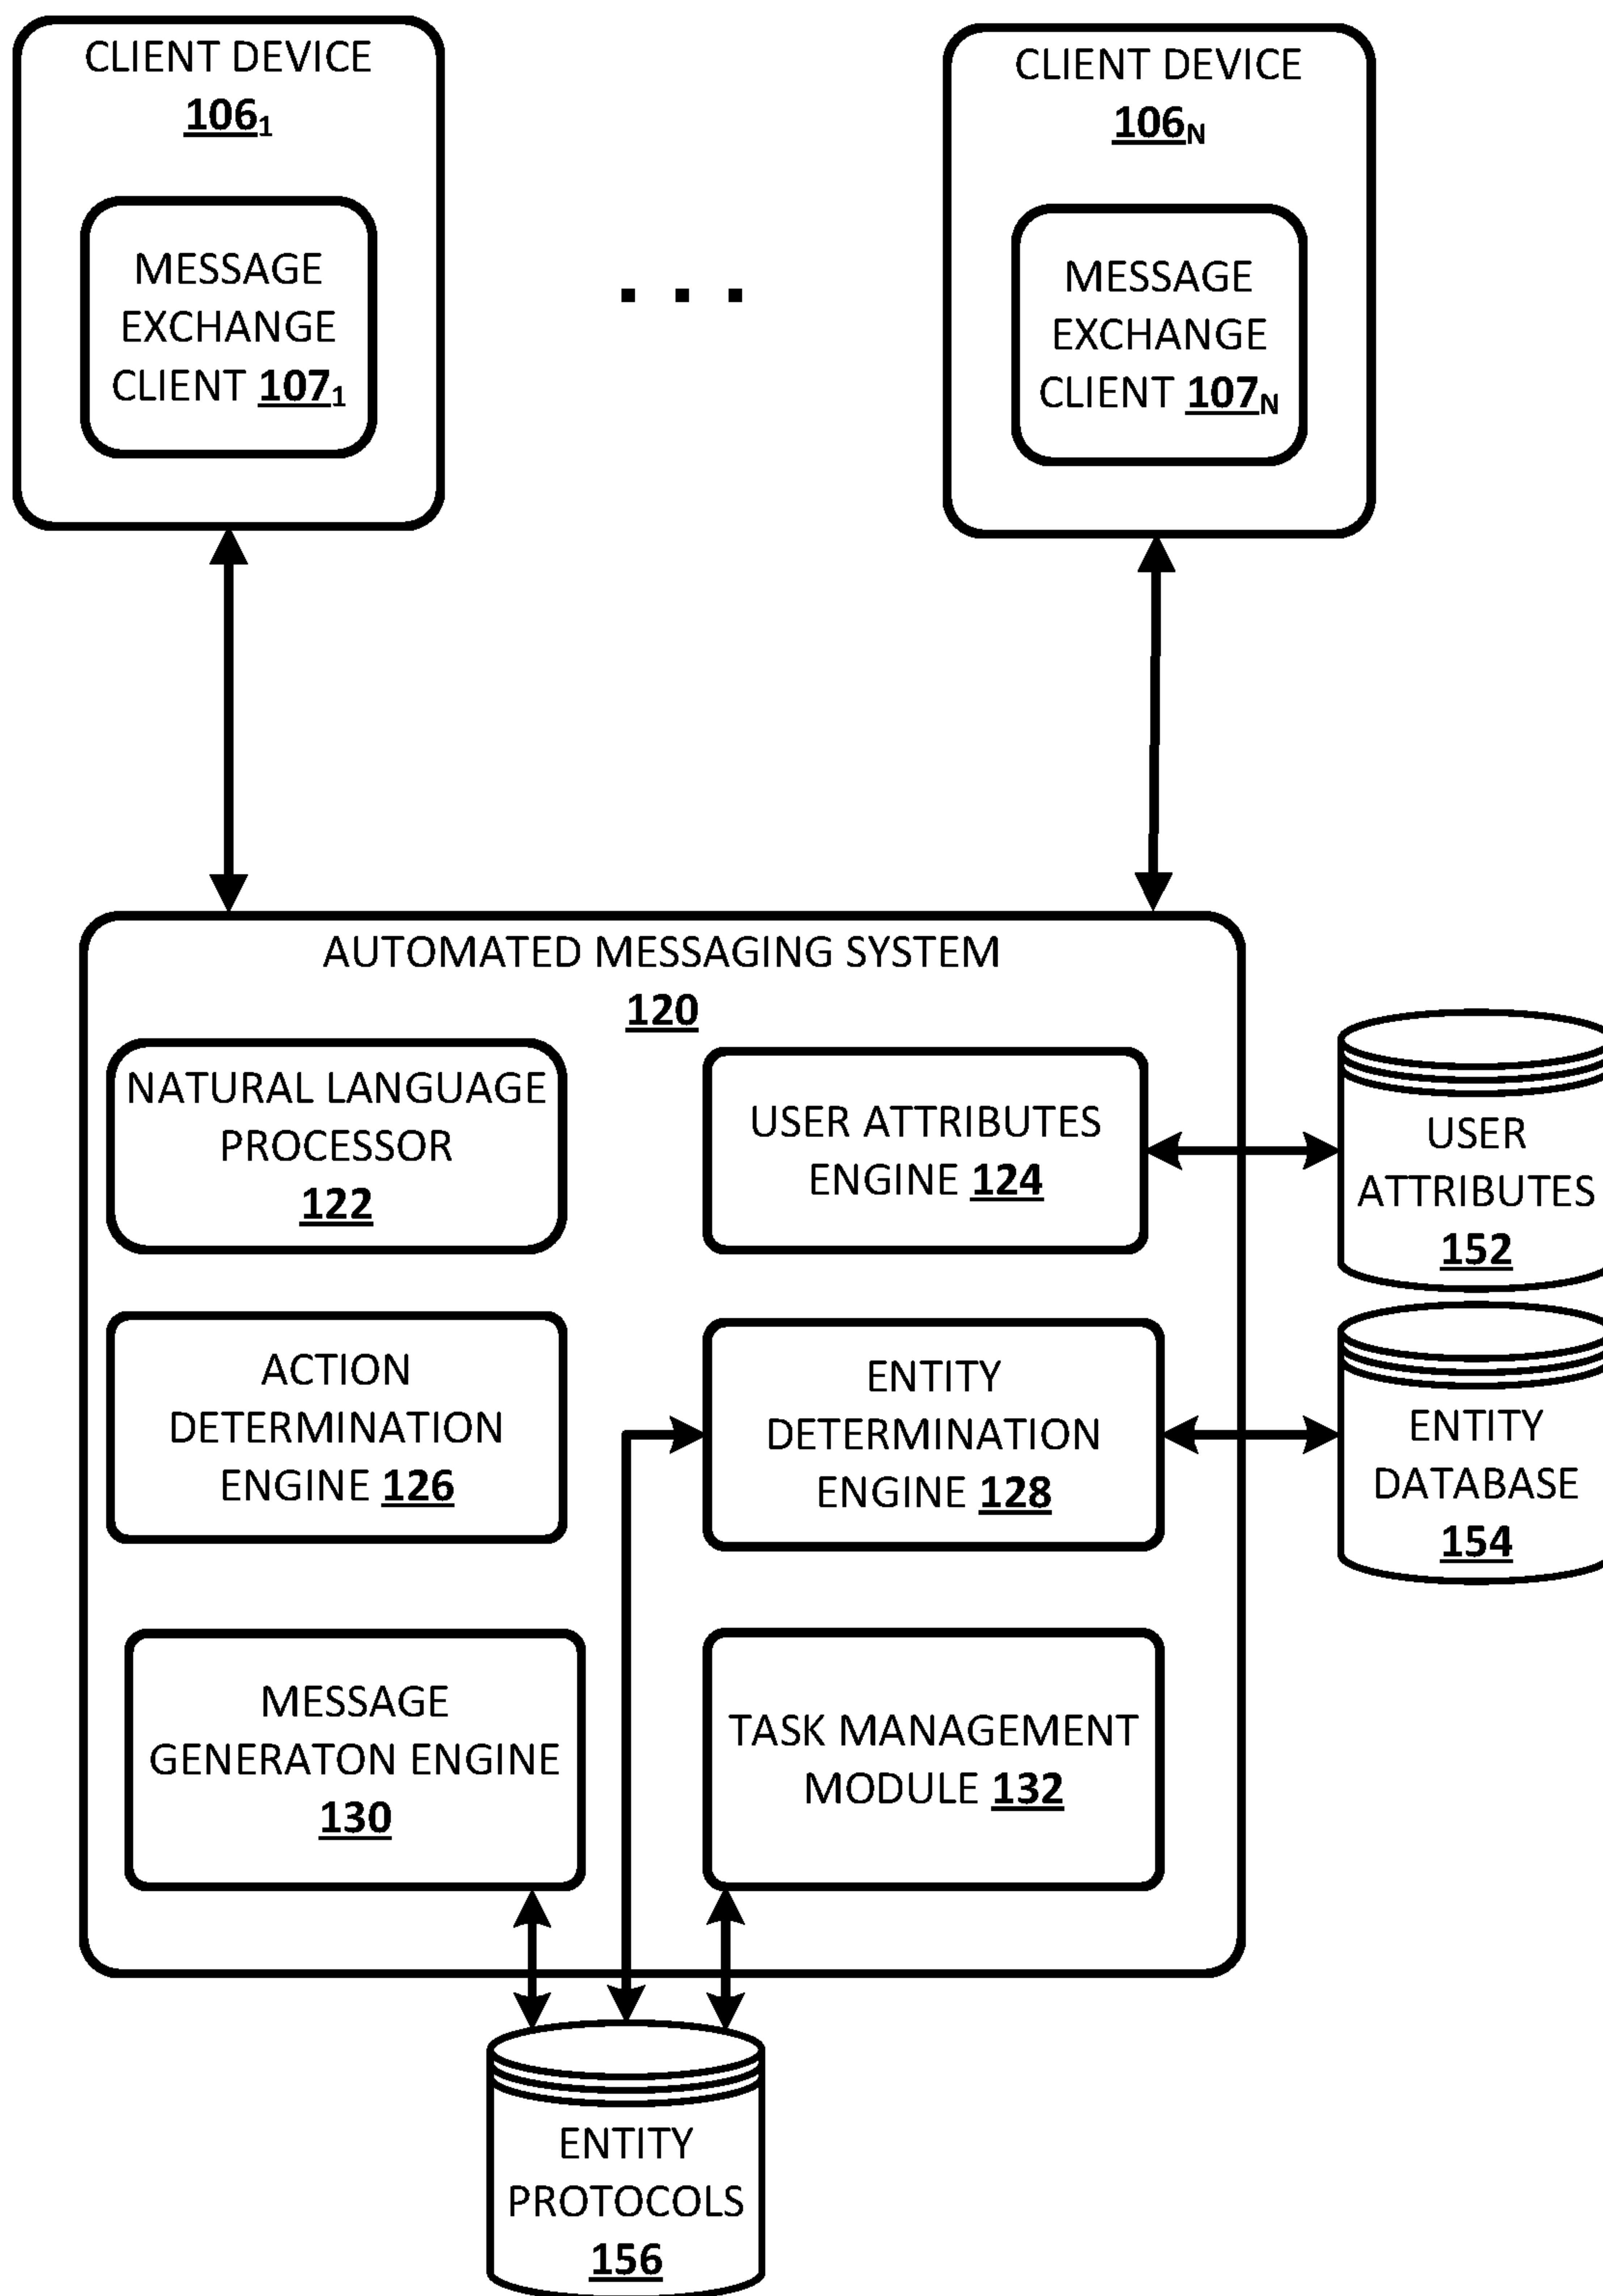 CLIENT DEVICE
106₁
MESSAGE
EXCHANGE
CLIENT 107₁
. . .
CLIENT DEVICE
106ₙ
MESSAGE
EXCHANGE
CLIENT 107ₙ
AUTOMATED MESSAGING SYSTEM
120
NATURAL LANGUAGE
PROCESSOR
122
USER ATTRIBUTES
ENGINE 124
USER
ATTRIBUTES
152
ACTION
DETERMINATION
ENGINE 126
ENTITY
DETERMINATION
ENGINE 128
ENTITY
DATABASE
154
MESSAGE
GENERATON ENGINE
130
TASK MANAGEMENT
MODULE 132
ENTITY
PROTOCOLS
156